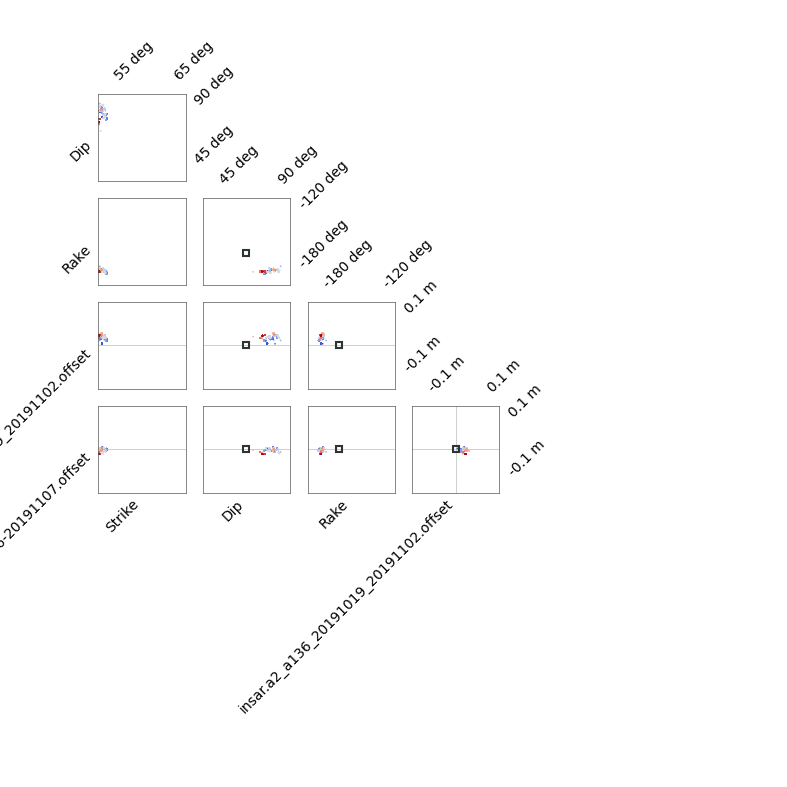 55 deg
65 deg
90 deg
Dip
45 deg
45 deg
90 deg
-120 deg
Rake
-180 deg
-180 deg
-120 deg
0.1 m
_20191102.offset
-0.1 m
-0.1 m
0.1 m
0.1 m
-20191107.offset
-0.1 m
Strike
Dip
Rake
insar.a2_a136_20191019_20191102.offset